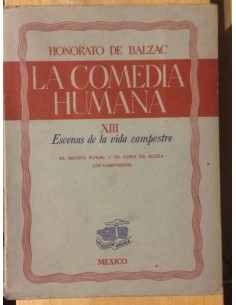 HONORATO DE BALZAC
LA COMEDIA
HUMANA
XIII
Escenas de la vida campestre
EL MEDICO RURAL - EL CURA DE ALDEA
LOS CAMPESINOS
MEXICO